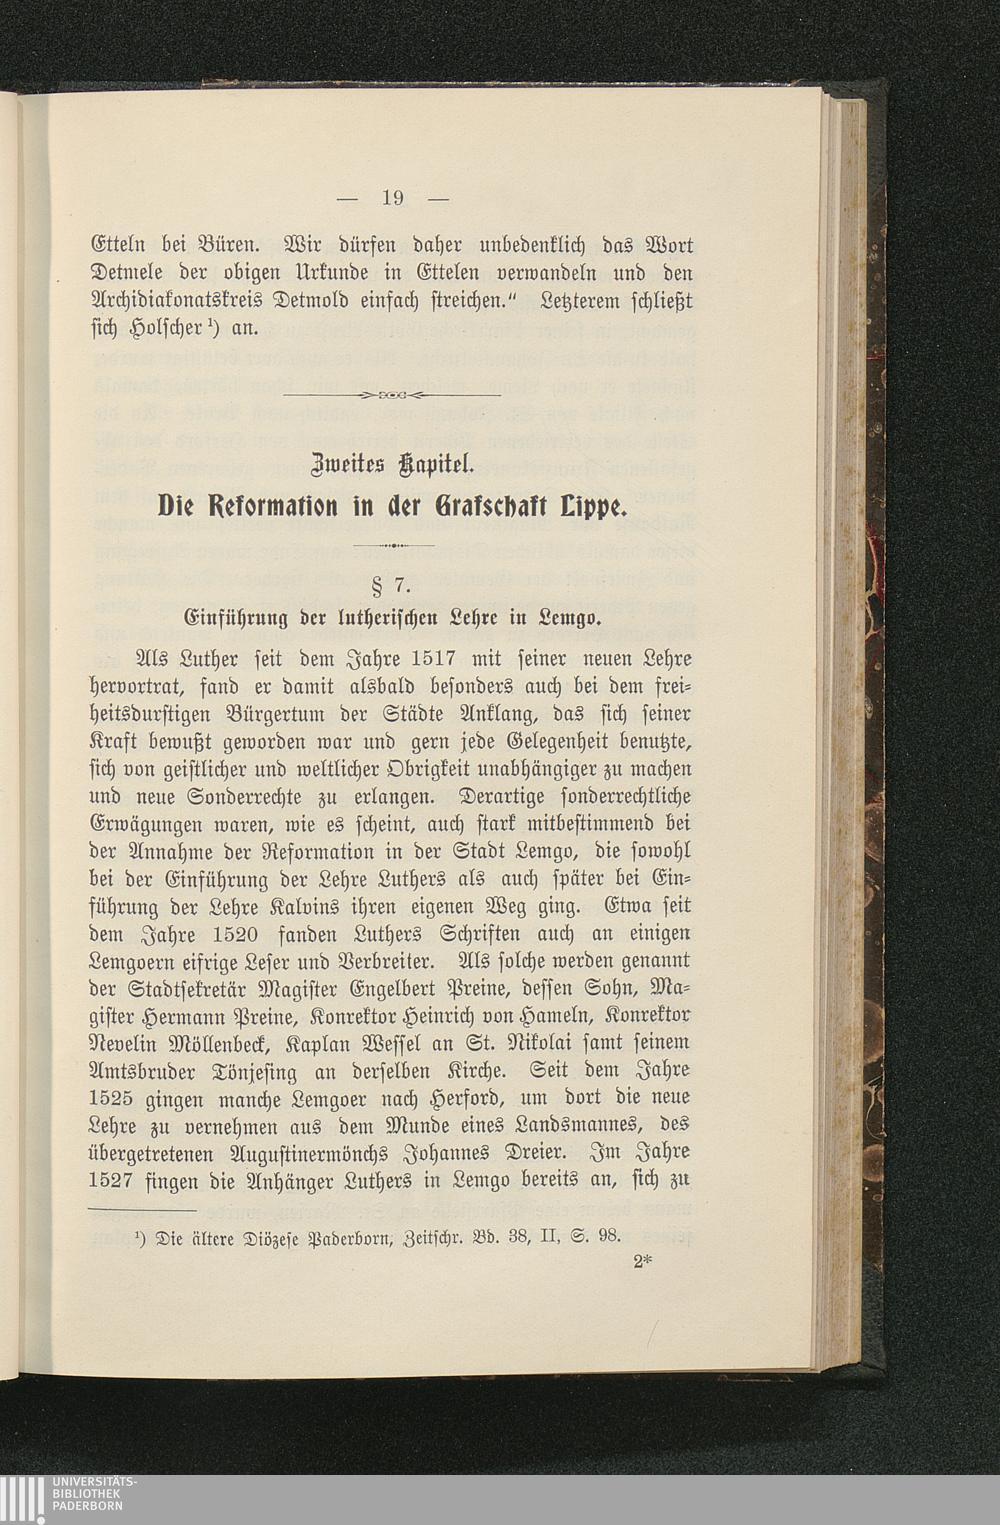 — 19 —
Etteln bei Büren. Wir dürfen daher unbedenklich das Wort
Detmele der obigen Urkunde in Ettelen verwandeln und den
Archidiakonatskreis Detmold einfach streichen." Letzterem schließt
sich Holscher ¹) an.
Zweites Kapitel.
Die Reformation in der Grafschaft Lippe.
§ 7.
Einführung der lutherischen Lehre in Lemgo.
Als Luther seit dem Jahre 1517 mit seiner neuen Lehre
hervortrat, fand er damit alsbald besonders auch bei dem frei-
heitsdurstigen Bürgertum der Städte Anklang, das sich seiner
Kraft bewußt geworden war und gern jede Gelegenheit benutzte,
sich von geistlicher und weltlicher Obrigkeit unabhängiger zu machen
und neue Sonderrechte zu erlangen. Derartige sonderrechtliche
Erwägungen waren, wie es scheint, auch stark mitbestimmend bei
der Annahme der Reformation in der Stadt Lemgo, die sowohl
bei der Einführung der Lehre Luthers als auch später bei Ein-
führung der Lehre Kalvins ihren eigenen Weg ging. Etwa seit
dem Jahre 1520 fanden Luthers Schriften auch an einigen
Lemgoern eifrige Leser und Verbreiter. Als solche werden genannt
der Stadtsekretär Magister Engelbert Preine, dessen Sohn, Ma-
gister Hermann Preine, Konrektor Heinrich von Hameln, Konrektor
Nevelin Möllenbeck, Kaplan Wessel an St. Nikolai samt seinem
Amtsbruder Tönjesing an derselben Kirche. Seit dem Jahre
1525 gingen manche Lemgoer nach Herford, um dort die neue
Lehre zu vernehmen aus dem Munde eines Landsmannes, des
übergetretenen Augustinermönchs Johannes Dreier. Im Jahre
1527 fingen die Anhänger Luthers in Lemgo bereits an, sich zu
¹) Die ältere Diözese Paderborn, Zeitschr. Bd. 38, II, S. 98.
2*
UNIVERSITÄTS-
BIBLIOTHEK
PADERBORN